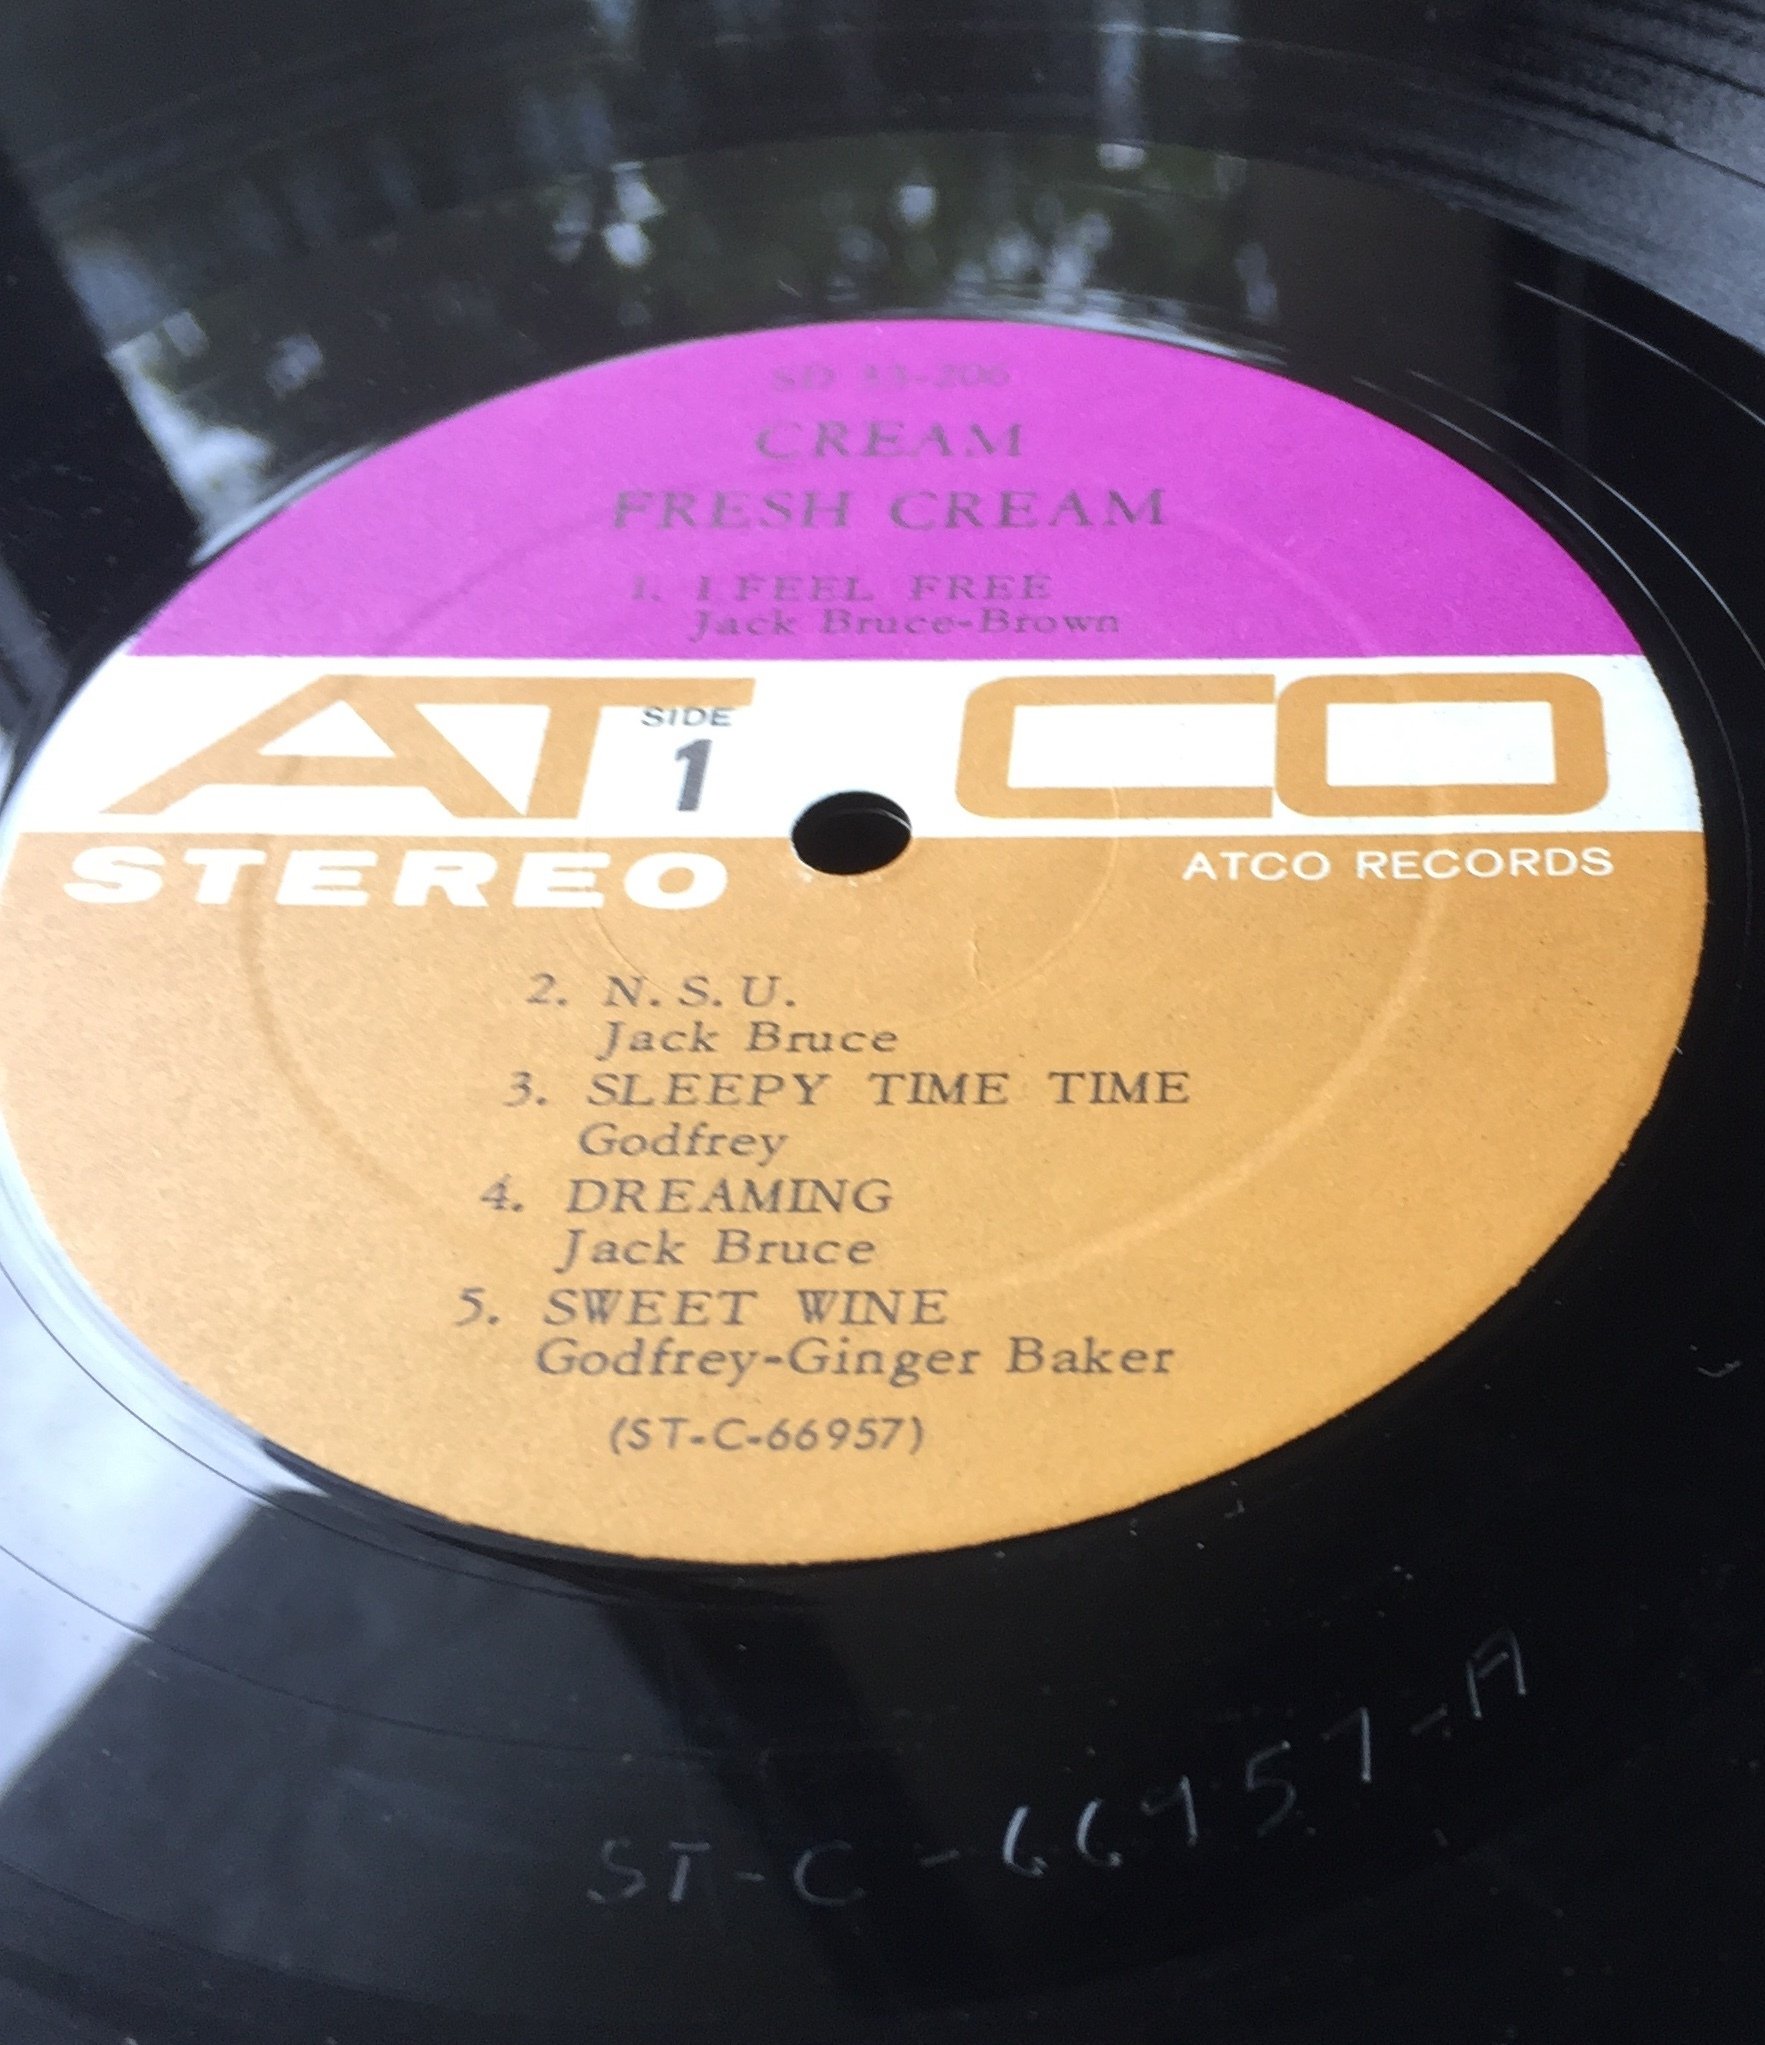 SD 33-206
CREAM
FRESH CREAM
1. I FEEL FREE
Jack Bruce-Brown
ATCO
SIDE
1
STEREO
ATCO RECORDS
2. N.S.U.
Jack Bruce
3. SLEEPY TIME TIME
Godfrey
4. DREAMING
Jack Bruce
5. SWEET WINE
Godfrey-Ginger Baker
(ST-C-66957)
ST-C-66957-A